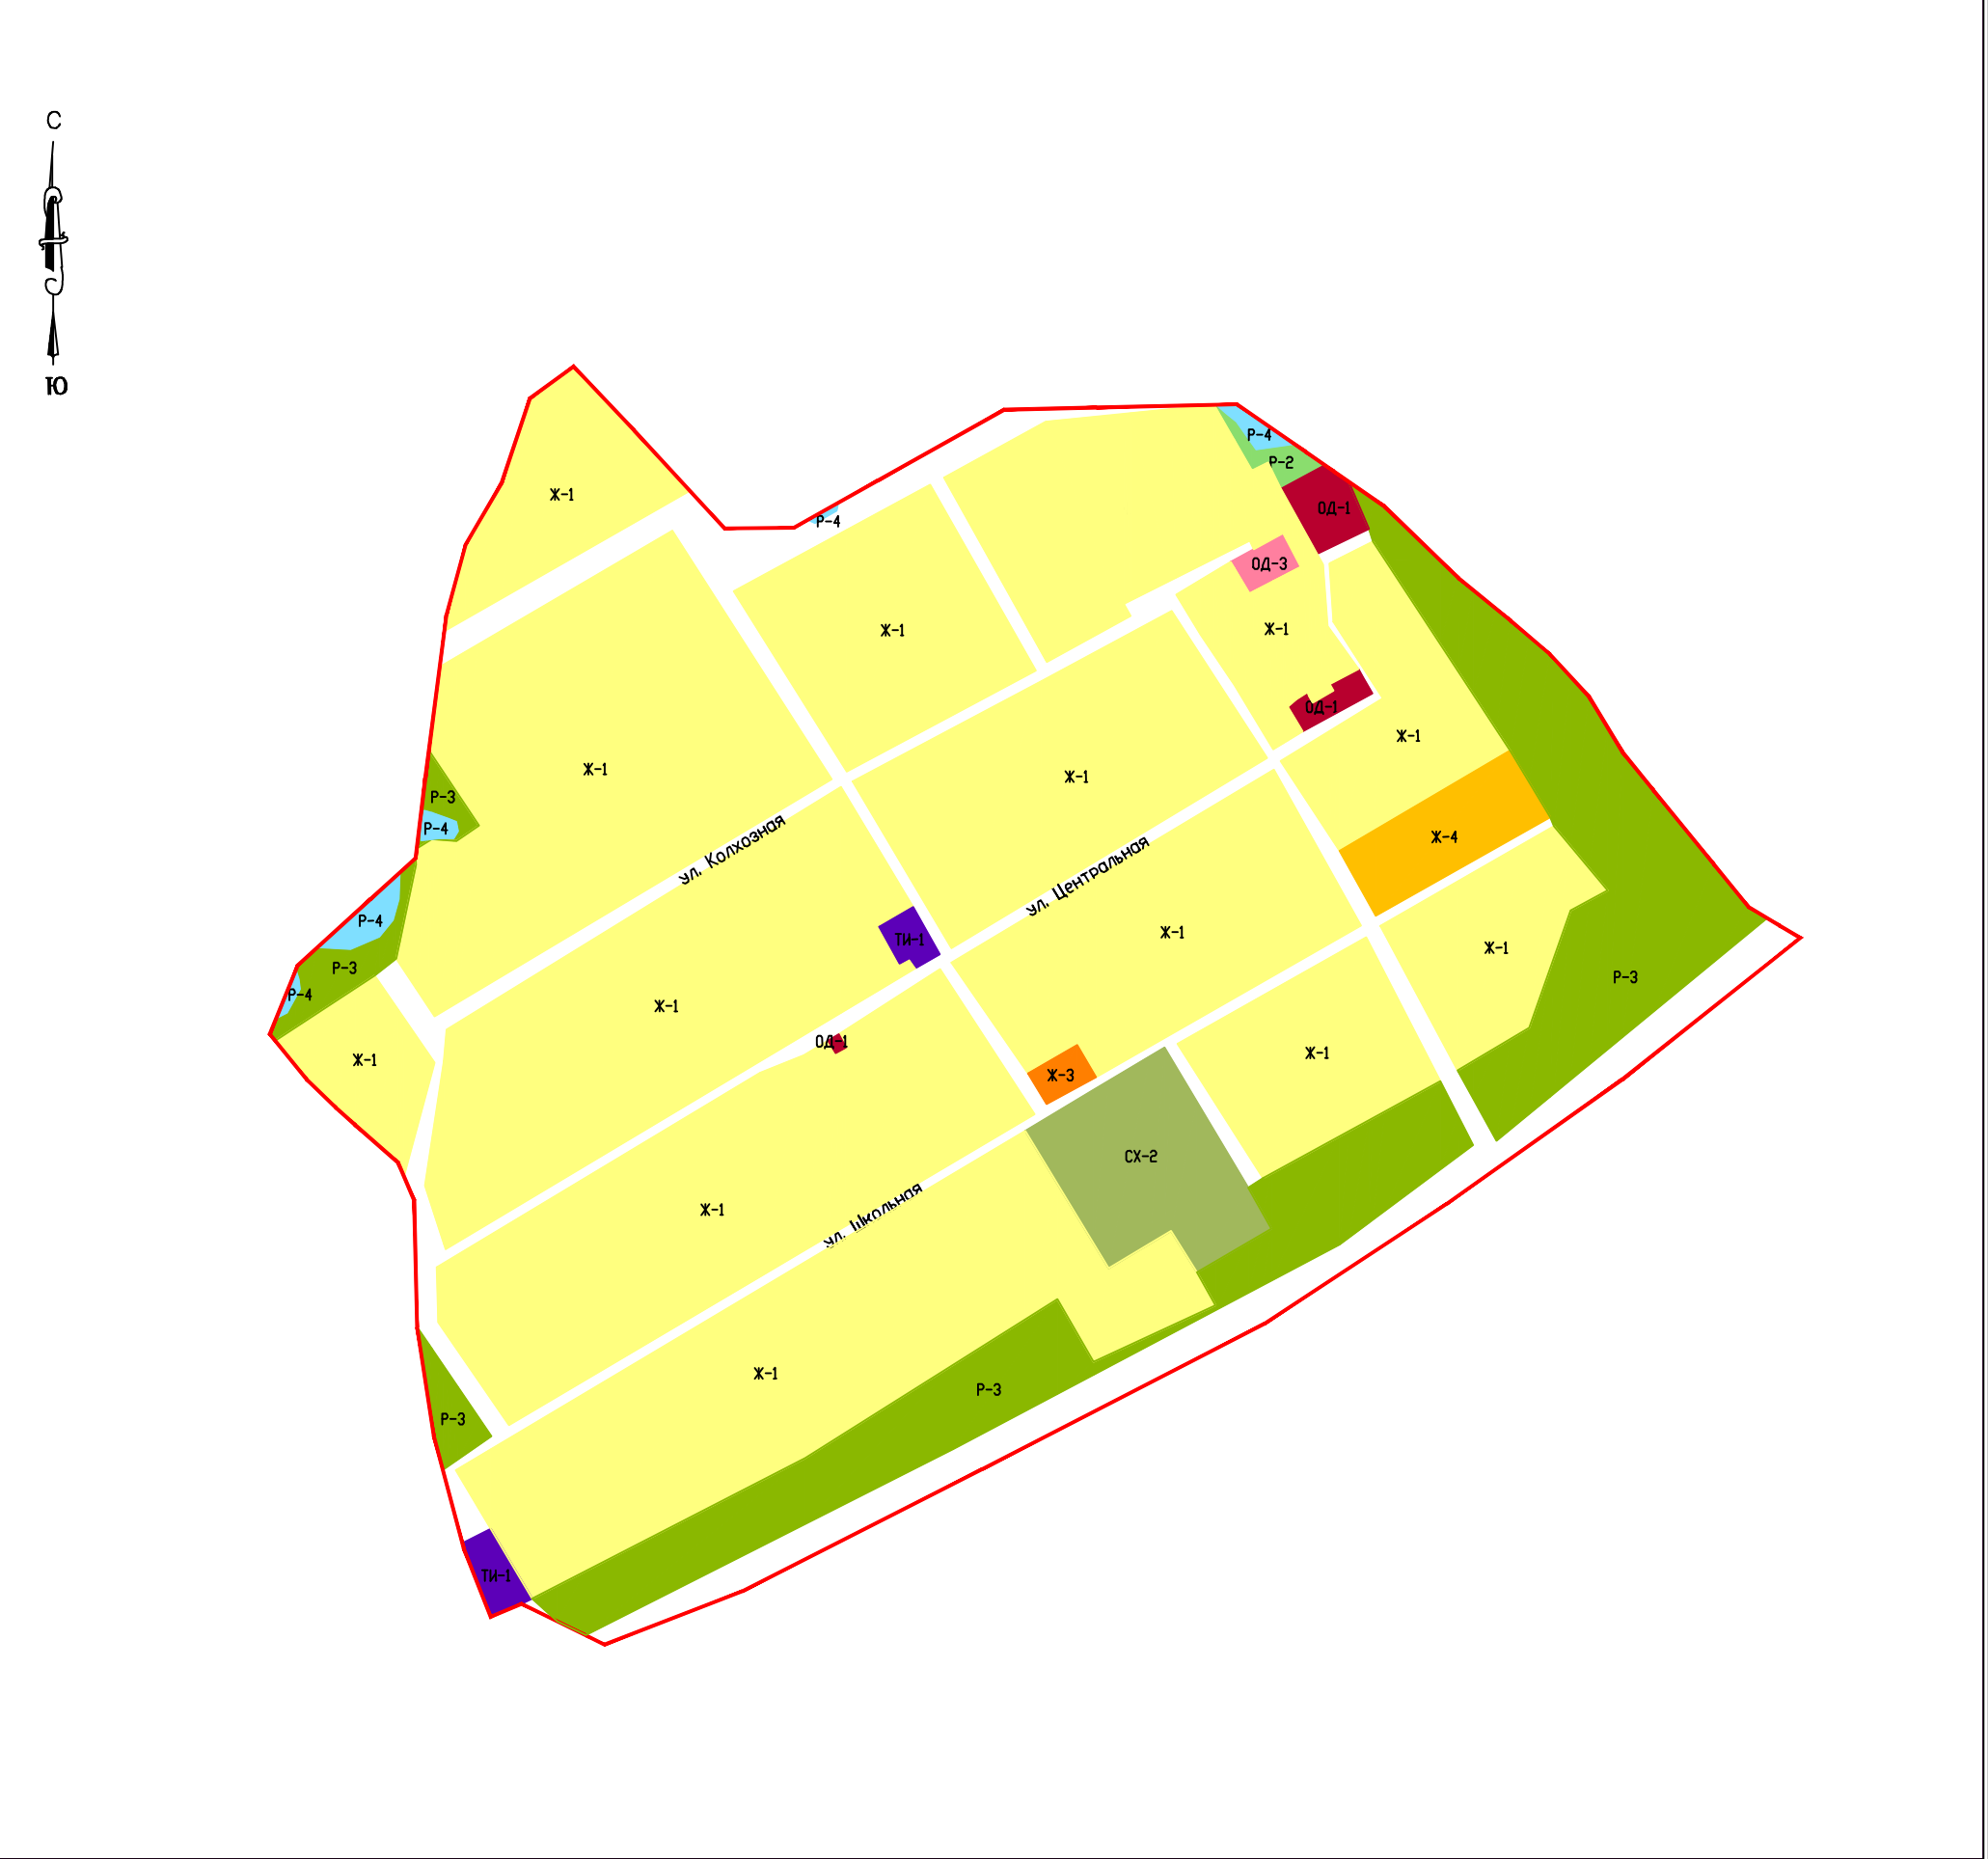 С
Ю
Р-4
Р-2
Ж-1
ОД-1
Р-4
ОД-3
Ж-1
Ж-1
ОД-1
Ж-1
Ж-1
Ж-1
Р-3
Р-4
Ж-4
ул. Колхозная
ул. Центральная
Р-4
Ж-1
ТИ-1
Ж-1
Р-3
Р-3
Р-4
Ж-1
ОД-1
Ж-1
Ж-1
Ж-3
СХ-2
Ж-1
ул. Школьная
Ж-1
Р-3
Р-3
ТИ-1